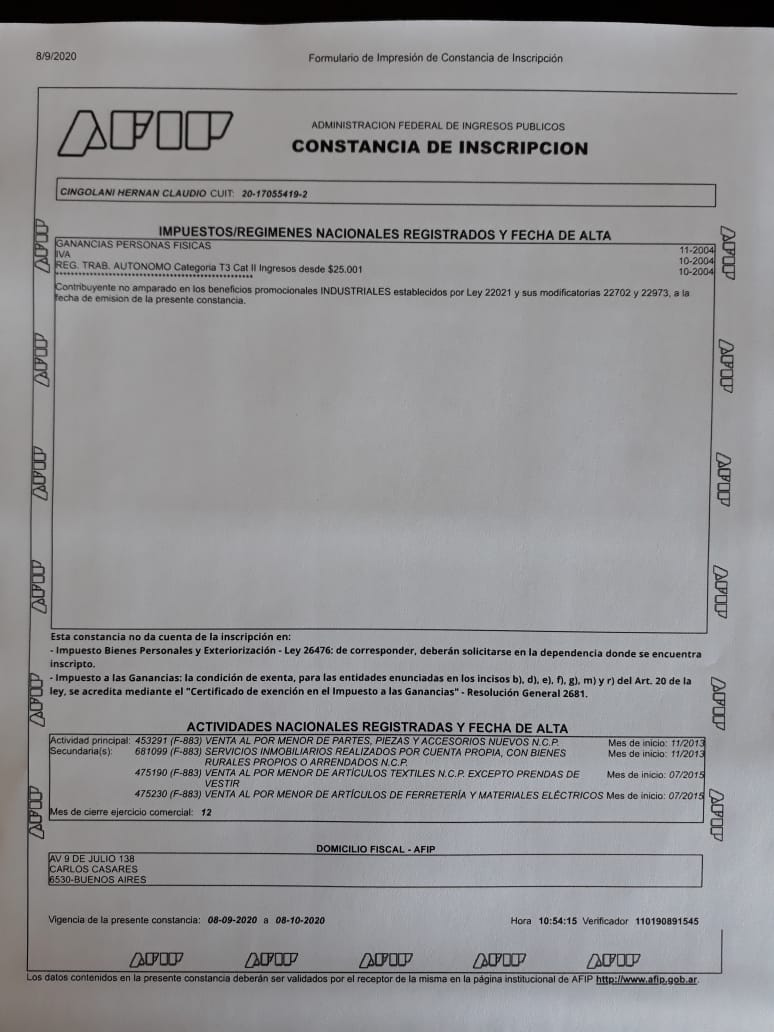 8/9/2020 Formulario de Impresión de Constancia de Inscripción
AFIP
ADMINISTRACION FEDERAL DE INGRESOS PUBLICOS
CONSTANCIA DE INSCRIPCION
CINGOLANI HERNAN CLAUDIO CUIT: 20-17055419-2
IMPUESTOS/REGIMENES NACIONALES REGISTRADOS Y FECHA DE ALTA
GANANCIAS PERSONAS FISICAS 11-2004
IVA 10-2004
REG. TRAB. AUTONOMO Categoria T3 Cat II Ingresos desde $25.001 10-2004
Contribuyente no amparado en los beneficios promocionales INDUSTRIALES establecidos por Ley 22021 y sus modificatorias 22702 y 22973, a la
fecha de emision de la presente constancia.
AFIP AFIP
AFIP AFIP
AFIP AFIP
AFIP AFIP
AFIP AFIP
AFIP AFIP
Esta constancia no da cuenta de la inscripción en:
- Impuesto Bienes Personales y Exteriorización - Ley 26476: de corresponder, deberán solicitarse en la dependencia donde se encuentra
inscripto.
- Impuesto a las Ganancias: la condición de exenta, para las entidades enunciadas en los incisos b), d), e), f), g), m) y r) del Art. 20 de la
ley, se acredita mediante el "Certificado de exención en el Impuesto a las Ganancias" - Resolución General 2681.
ACTIVIDADES NACIONALES REGISTRADAS Y FECHA DE ALTA
Actividad principal: 453291 (F-883) VENTA AL POR MENOR DE PARTES, PIEZAS Y ACCESORIOS NUEVOS N.C.P. Mes de inicio: 11/2013
Secundaria(s): 681099 (F-883) SERVICIOS INMOBILIARIOS REALIZADOS POR CUENTA PROPIA, CON BIENES Mes de inicio: 11/2013
RURALES PROPIOS O ARRENDADOS N.C.P.
475190 (F-883) VENTA AL POR MENOR DE ARTÍCULOS TEXTILES N.C.P. EXCEPTO PRENDAS DE Mes de inicio: 07/2015
VESTIR
475230 (F-883) VENTA AL POR MENOR DE ARTÍCULOS DE FERRETERÍA Y MATERIALES ELÉCTRICOS Mes de inicio: 07/2015
Mes de cierre ejercicio comercial: 12
DOMICILIO FISCAL - AFIP
AV 9 DE JULIO 138
CARLOS CASARES
6530-BUENOS AIRES
Vigencia de la presente constancia: 08-09-2020 a 08-10-2020 Hora 10:54:15 Verificador 110190891545
AFIP AFIP AFIP AFIP AFIP
Los datos contenidos en la presente constancia deberán ser validados por el receptor de la misma en la página institucional de AFIP http://www.afip.gob.ar.